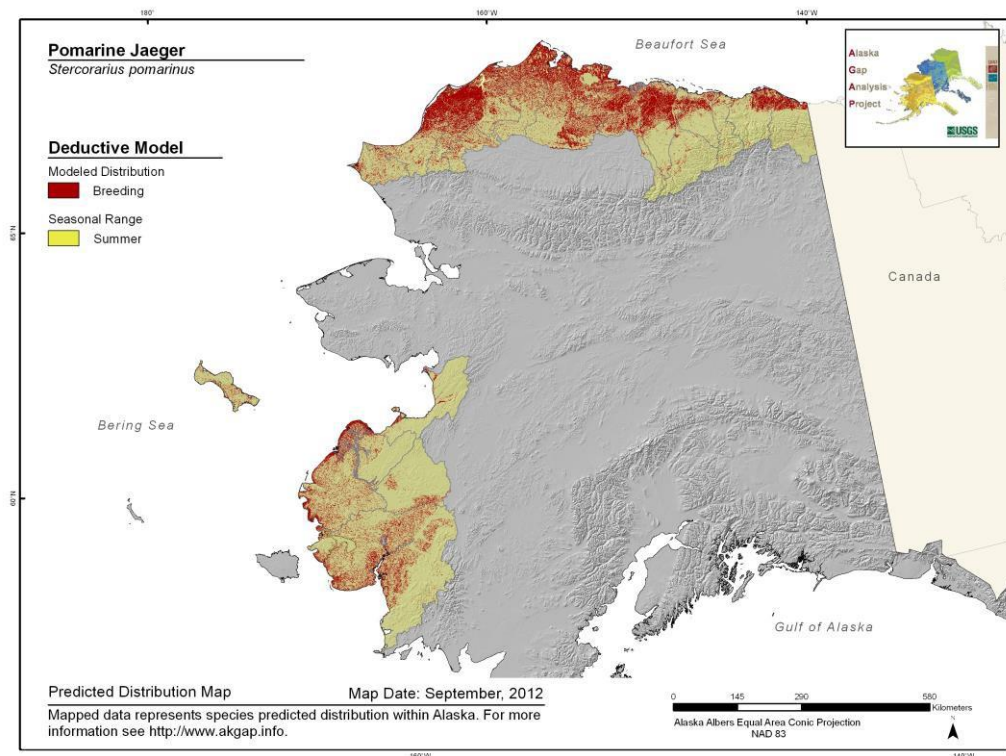 180°
160°W
140°W
Pomarine Jaeger
Stercorarius pomarinus
Beaufort Sea
Alaska
Gap
Analysis
Project
USGS
Deductive Model
Modeled Distribution
Breeding
Seasonal Range
Summer
65°N
Canada
Bering Sea
60°N
Gulf of Alaska
Predicted Distribution Map
Map Date: September, 2012
Mapped data represents species predicted distribution within Alaska. For more
information see http://www.akgap.info.
0 145 290 580
Kilometers
Alaska Albers Equal Area Conic Projection
NAD 83
N
160°W